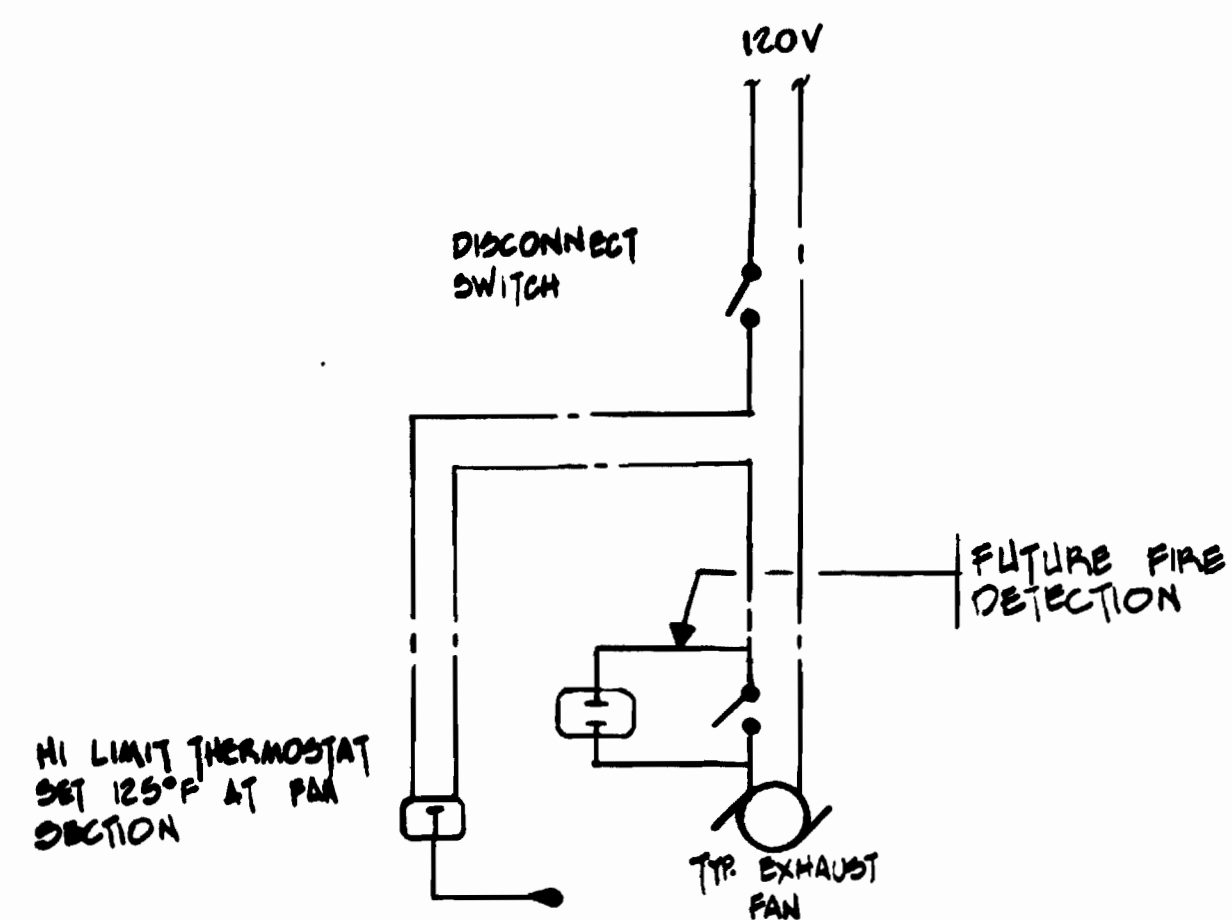 120V
DISCONNECT
SWITCH
FUTURE FIRE
DETECTION
HI LIMIT THERMOSTAT
SET 125°F AT FAN
SECTION
TYP. EXHAUST
FAN